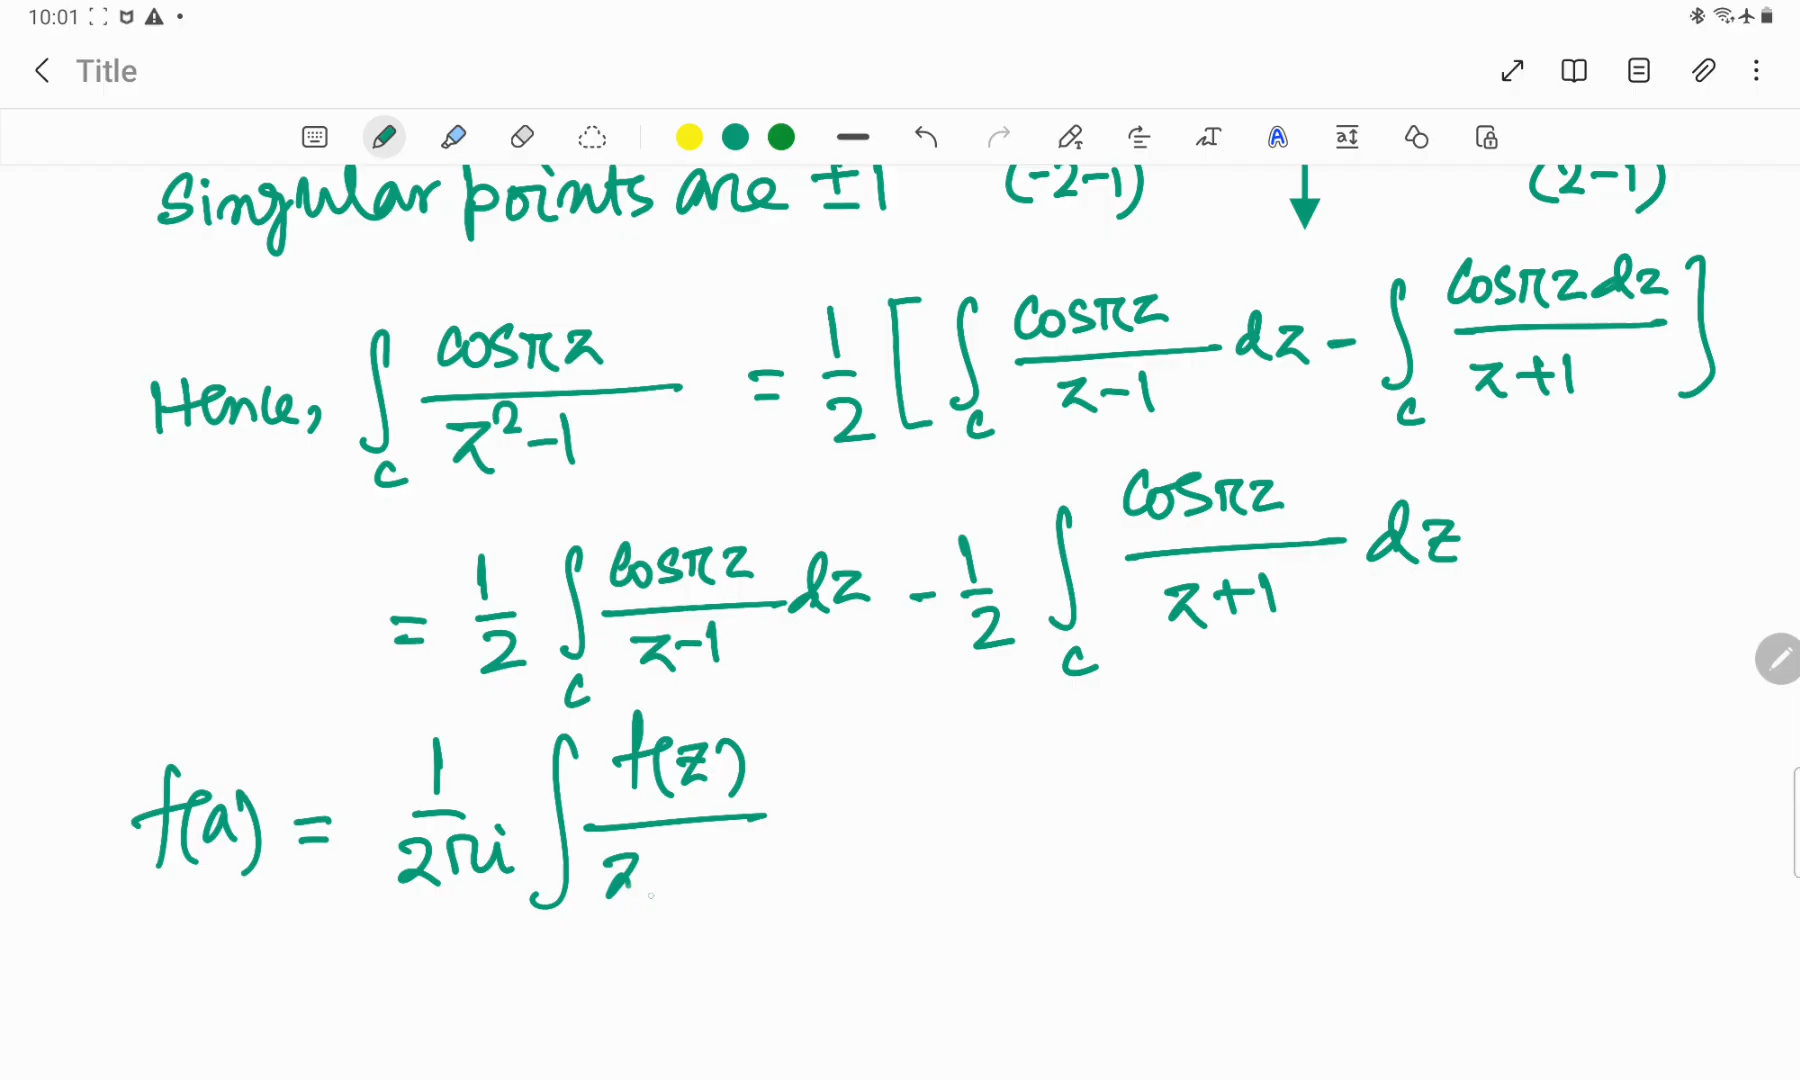 10:01
Title
Singular points are ±1 (-2-1) (2-1)
Hence, ∫_C cosπz / z²-1 = 1/2 [ ∫_C cosπz / z-1 dz - ∫_C cosπz dz / z+1 ]
= 1/2 ∫_C cosπz / z-1 dz - 1/2 ∫_C cosπz / z+1 dz
f(a) = 1/2πi ∫ f(z) / z